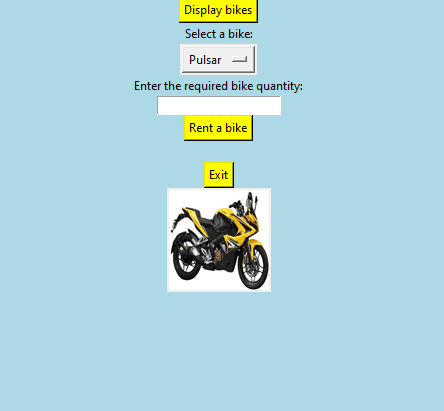 Display bikes
Select a bike:
Pulsar
Enter the required bike quantity:
Rent a bike
Exit